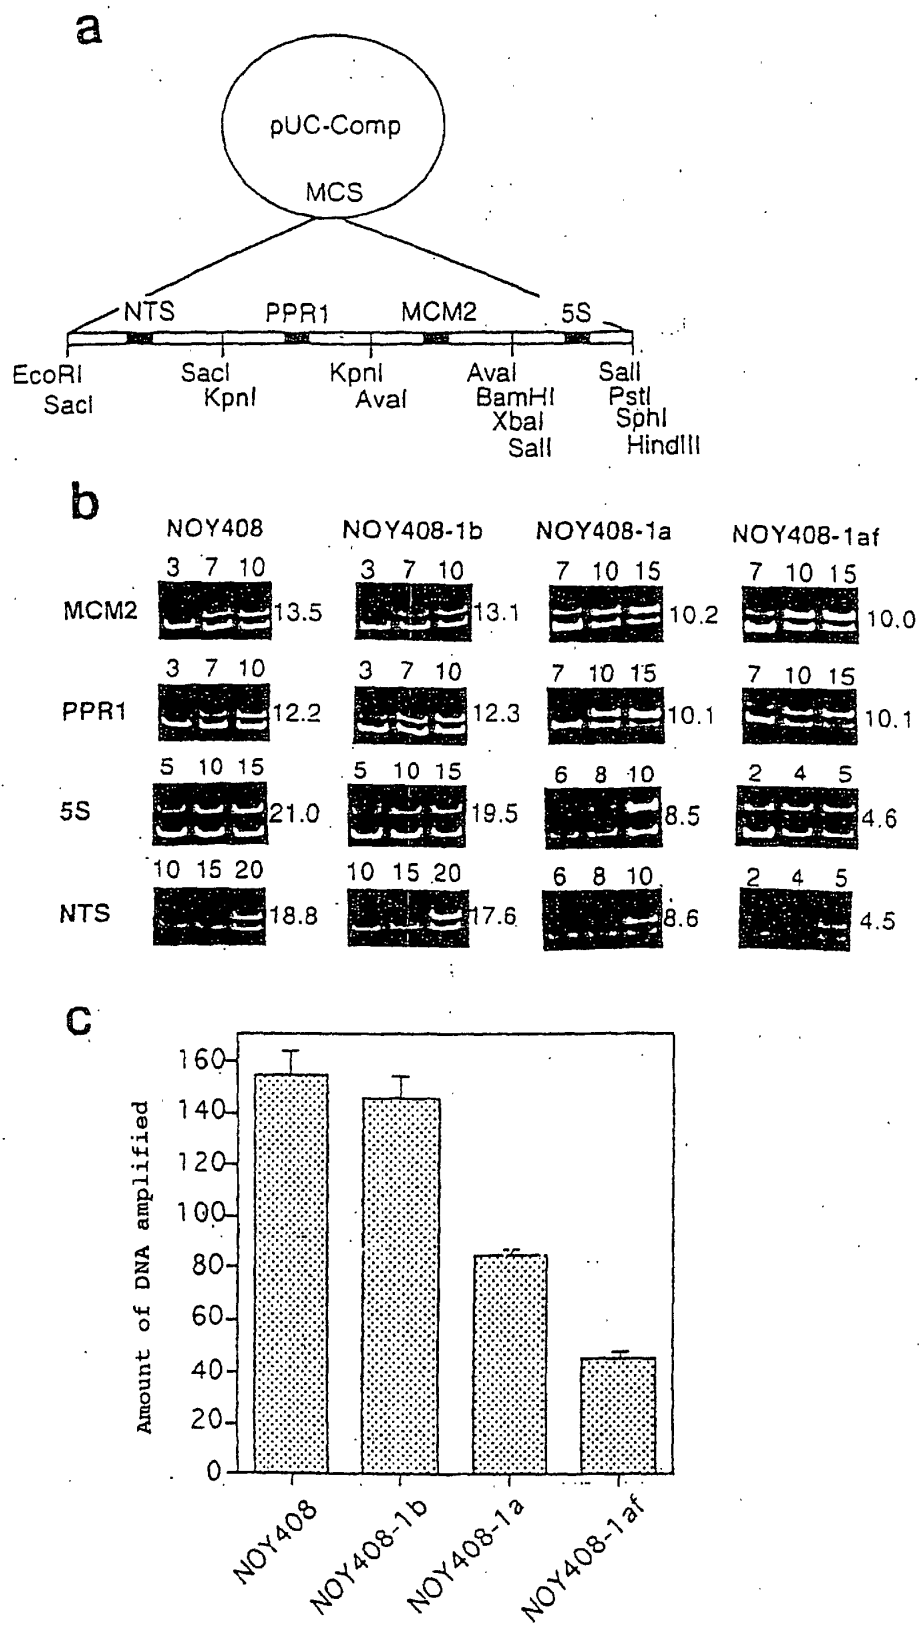 a
pUC-Comp
MCS
NTS PPR1 MCM2 5S
EcoRI SacI KpnI AvaI SalI
SacI KpnI AvaI BamHI PstI
XbaI SphI
SalI HindIII
b
NOY408 NOY408-1b NOY408-1a NOY408-1af
3 7 10 3 7 10 7 10 15 7 10 15
MCM2 13.5 13.1 10.2 10.0
3 7 10 3 7 10 7 10 15 7 10 15
PPR1 12.2 12.3 10.1 10.1
5 10 15 5 10 15 6 8 10 2 4 5
5S 21.0 19.5 8.5 4.6
10 15 20 10 15 20 6 8 10 2 4 5
NTS 18.8 17.6 8.6 4.5
c
Amount of DNA amplified
160
140
120
100
80
60
40
20
0
NOY408 NOY408-1b NOY408-1a NOY408-1af